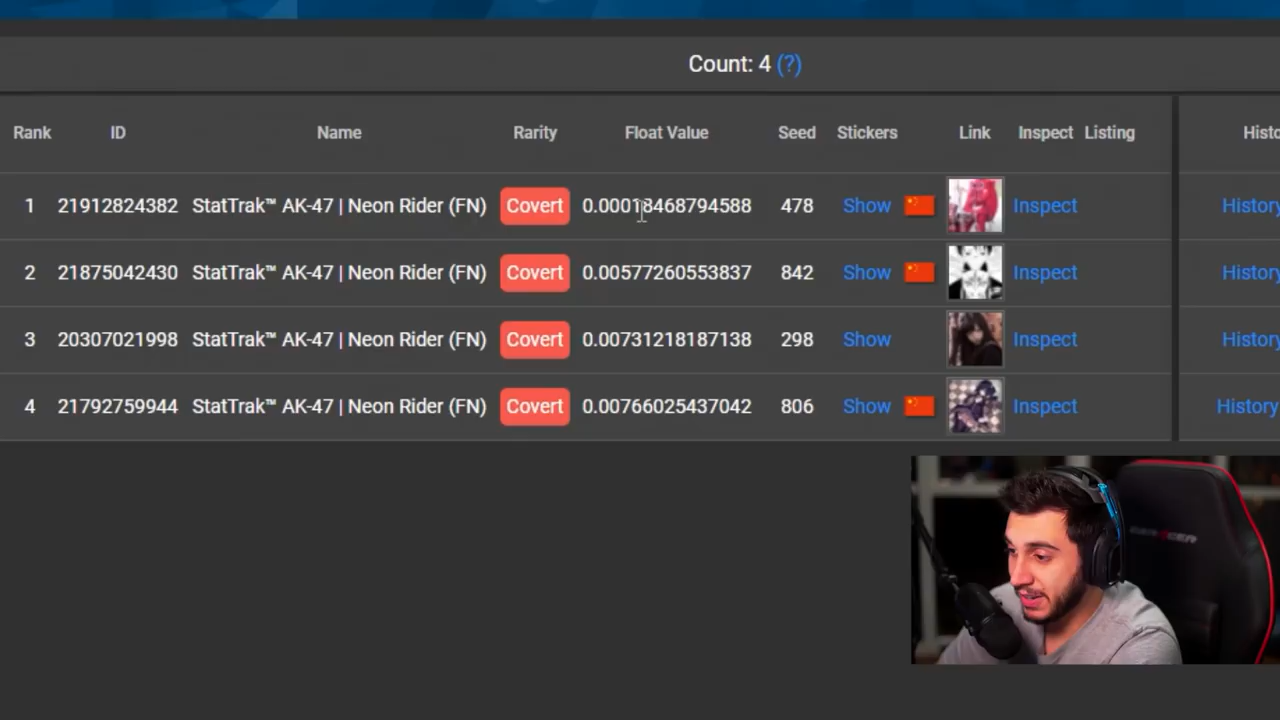 Count: 4 (?)
Rank ID Name Rarity Float Value Seed Stickers Link Inspect Listing Histo
1 21912824382 StatTrak™ AK-47 | Neon Rider (FN) Covert 0.00018468794588 478 Show Inspect History
2 21875042430 StatTrak™ AK-47 | Neon Rider (FN) Covert 0.00577260553837 842 Show Inspect History
3 20307021998 StatTrak™ AK-47 | Neon Rider (FN) Covert 0.00731218187138 298 Show Inspect History
4 21792759944 StatTrak™ AK-47 | Neon Rider (FN) Covert 0.00766025437042 806 Show Inspect History